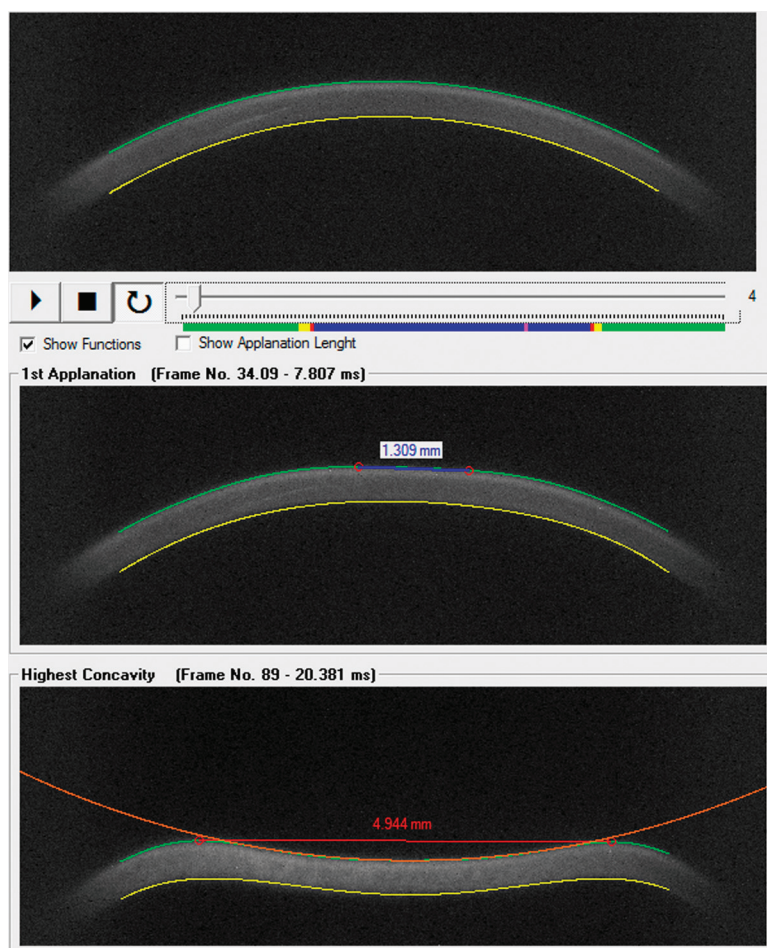 4
Show Functions
Show Applanation Lenght
1st Applanation (Frame No. 34.09 - 7.807 ms)
1.309 mm
Highest Concavity (Frame No. 89 - 20.381 ms)
4.944 mm